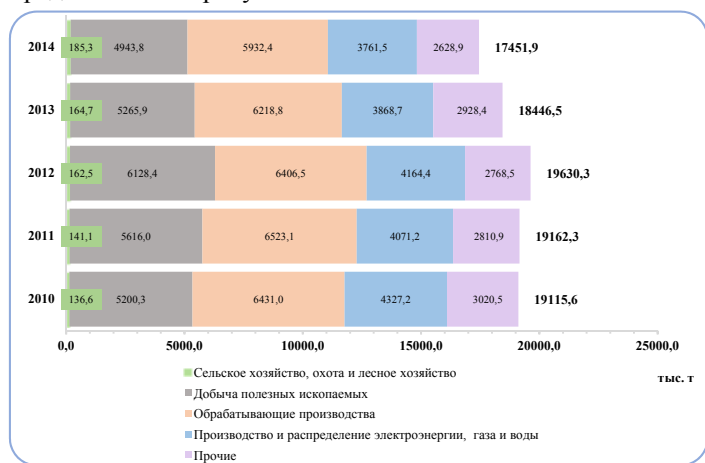 2014 185,3 4943,8 5932,4 3761,5 2628,9 17451,9
2013 164,7 5265,9 6218,8 3868,7 2928,4 18446,5
2012 162,5 6128,4 6406,5 4164,4 2768,5 19630,3
2011 141,1 5616,0 6523,1 4071,2 2810,9 19162,3
2010 136,6 5200,3 6431,0 4327,2 3020,5 19115,6
0,0 5000,0 10000,0 15000,0 20000,0 25000,0
тыс. т
Сельское хозяйство, охота и лесное хозяйство
Добыча полезных ископаемых
Обрабатывающие производства
Производство и распределение электроэнергии, газа и воды
Прочие